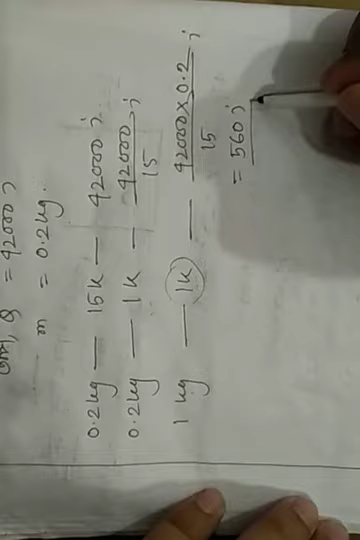 Q = 42000 j
m = 0.2 kg.
0.2 kg — 15 K — 42000 j
0.2 kg — 1 K — 42000/15 j
1 kg — 1K — 42000 x 0.2/15 j
= 560 j